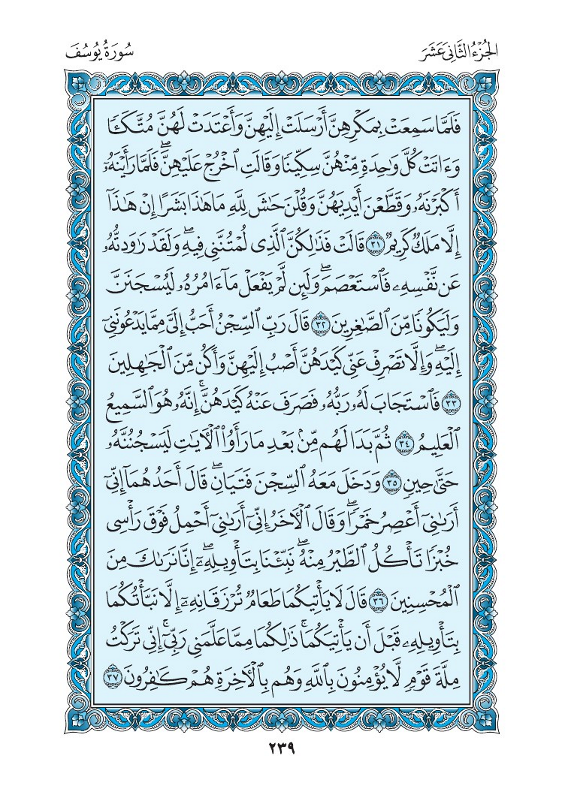 الجُزْءُ الثَّانِي عَشَرَ
سُورَةُ يُوسُفَ
فَلَمَّا سَمِعَتْ بِمَكْرِهِنَّ أَرْسَلَتْ إِلَيْهِنَّ وَأَعْتَدَتْ لَهُنَّ مُتَّكَـًٔا
وَءَاتَتْ كُلَّ وَٰحِدَةٍ مِّنْهُنَّ سِكِّينًا وَقَالَتِ ٱخْرُجْ عَلَيْهِنَّ ۖ فَلَمَّا رَأَيْنَهُۥٓ
أَكْبَرْنَهُۥ وَقَطَّعْنَ أَيْدِيَهُنَّ وَقُلْنَ حَٰشَ لِلَّهِ مَا هَٰذَا بَشَرًا إِنْ هَٰذَآ
إِلَّا مَلَكٌ كَرِيمٌ ٣١ قَالَتْ فَذَٰلِكُنَّ ٱلَّذِى لُمْتُنَّنِى فِيهِ ۖ وَلَقَدْ رَٰوَدتُّهُۥ
عَن نَّفْسِهِۦ فَٱسْتَعْصَمَ ۖ وَلَئِن لَّمْ يَفْعَلْ مَآ ءَامُرُهُۥ لَيُسْجَنَنَّ
وَلَيَكُونًا مِّنَ ٱلصَّٰغِرِينَ ٣٢ قَالَ رَبِّ ٱلسِّجْنُ أَحَبُّ إِلَىَّ مِمَّا يَدْعُونَنِىٓ
إِلَيْهِ ۖ وَإِلَّا تَصْرِفْ عَنِّى كَيْدَهُنَّ أَصْبُ إِلَيْهِنَّ وَأَكُن مِّنَ ٱلْجَٰهِلِينَ
٣٣ فَٱسْتَجَابَ لَهُۥ رَبُّهُۥ فَصَرَفَ عَنْهُ كَيْدَهُنَّ ۚ إِنَّهُۥ هُوَ ٱلسَّمِيعُ
ٱلْعَلِيمُ ٣٤ ثُمَّ بَدَا لَهُم مِّنۢ بَعْدِ مَا رَأَوُا۟ ٱلْـَٔايَٰتِ لَيَسْجُنُنَّهُۥ
حَتَّىٰ حِينٍ ٣٥ وَدَخَلَ مَعَهُ ٱلسِّجْنَ فَتَيَانِ ۖ قَالَ أَحَدُهُمَآ إِنِّىٓ
أَرَىٰنِىٓ أَعْصِرُ خَمْرًا ۖ وَقَالَ ٱلْـَٔاخَرُ إِنِّىٓ أَرَىٰنِىٓ أَحْمِلُ فَوْقَ رَأْسِى
خُبْزًا تَأْكُلُ ٱلطَّيْرُ مِنْهُ ۖ نَبِّئْنَا بِتَأْوِيلِهِۦٓ ۖ إِنَّا نَرَىٰكَ مِنَ
ٱلْمُحْسِنِينَ ٣٦ قَالَ لَا يَأْتِيكُمَا طَعَامٌ تُرْزَقَانِهِۦٓ إِلَّا نَبَّأْتُكُمَا
بِتَأْوِيلِهِۦ قَبْلَ أَن يَأْتِيَكُمَا ۚ ذَٰلِكُمَا مِمَّا عَلَّمَنِى رَبِّىٓ ۚ إِنِّى تَرَكْتُ
مِلَّةَ قَوْمٍ لَّا يُؤْمِنُونَ بِٱللَّهِ وَهُم بِٱلْـَٔاخِرَةِ هُمْ كَٰفِرُونَ ٣٧
٢٣٩